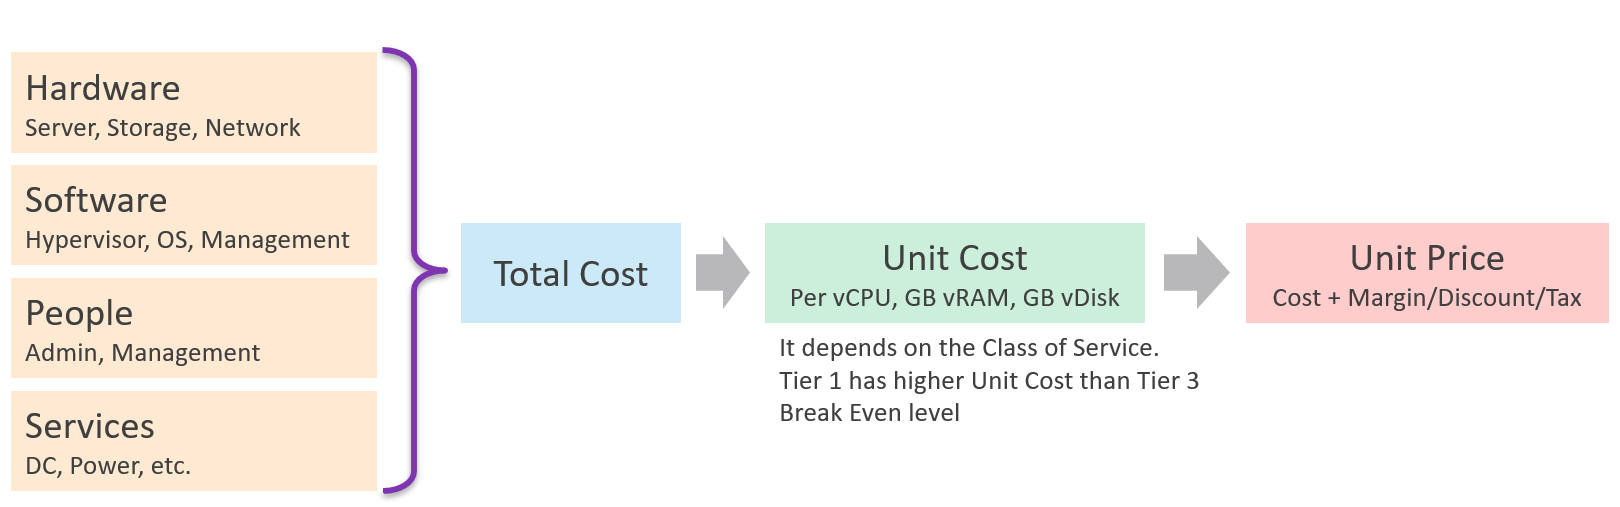 Hardware
Server, Storage, Network
Software
Hypervisor, OS, Management
People
Admin, Management
Services
DC, Power, etc.
Total Cost
Unit Cost
Per vCPU, GB vRAM, GB vDisk
It depends on the Class of Service.
Tier 1 has higher Unit Cost than Tier 3
Break Even level
Unit Price
Cost + Margin/Discount/Tax